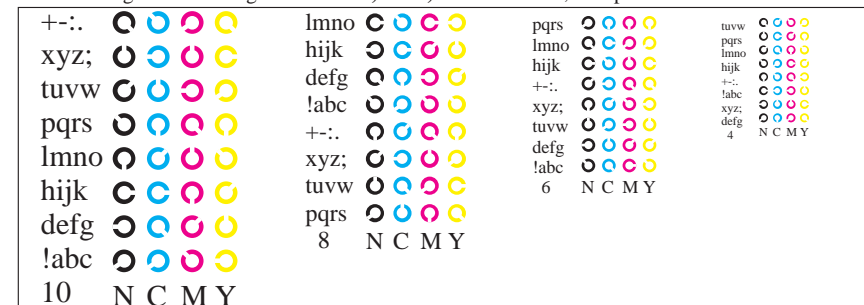 +-:.
xyz;
tuvw
pqrs
lmno
hijk
defg
!abc
10 N C M Y
lmno
hijk
defg
!abc
+-:.
xyz;
tuvw
pqrs
8 N C M Y
pqrs
lmno
hijk
+-:.
xyz;
tuvw
defg
!abc
6 N C M Y
tuvw
pqrs
lmno
hijk
+-:.
!abc
xyz;
defg
4 N C M Y